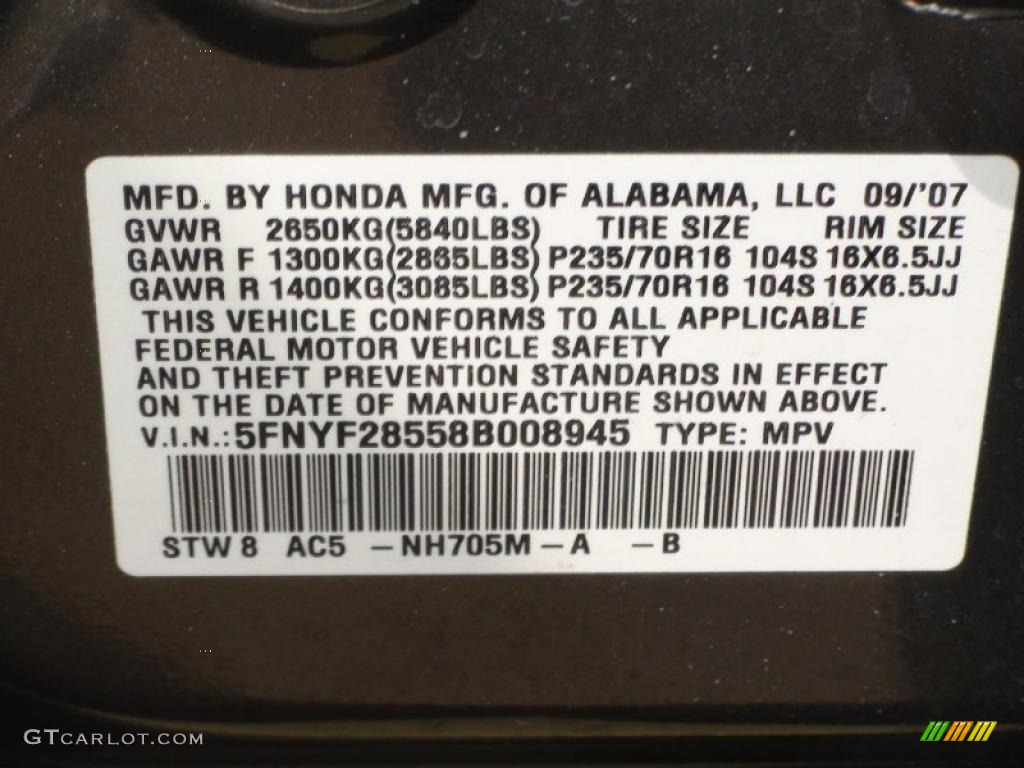 MFD. BY HONDA MFG. OF ALABAMA, LLC 09/'07
GVWR 2650KG(5840LBS) TIRE SIZE RIM SIZE
GAWR F 1300KG(2865LBS) P235/70R16 104S 16X6.5JJ
GAWR R 1400KG(3085LBS) P235/70R16 104S 16X6.5JJ
THIS VEHICLE CONFORMS TO ALL APPLICABLE
FEDERAL MOTOR VEHICLE SAFETY
AND THEFT PREVENTION STANDARDS IN EFFECT
ON THE DATE OF MANUFACTURE SHOWN ABOVE.
V.I.N.: 5FNYF28558B008945 TYPE: MPV
STW8 AC5 -NH705M-A -B
GTCARLOT.COM